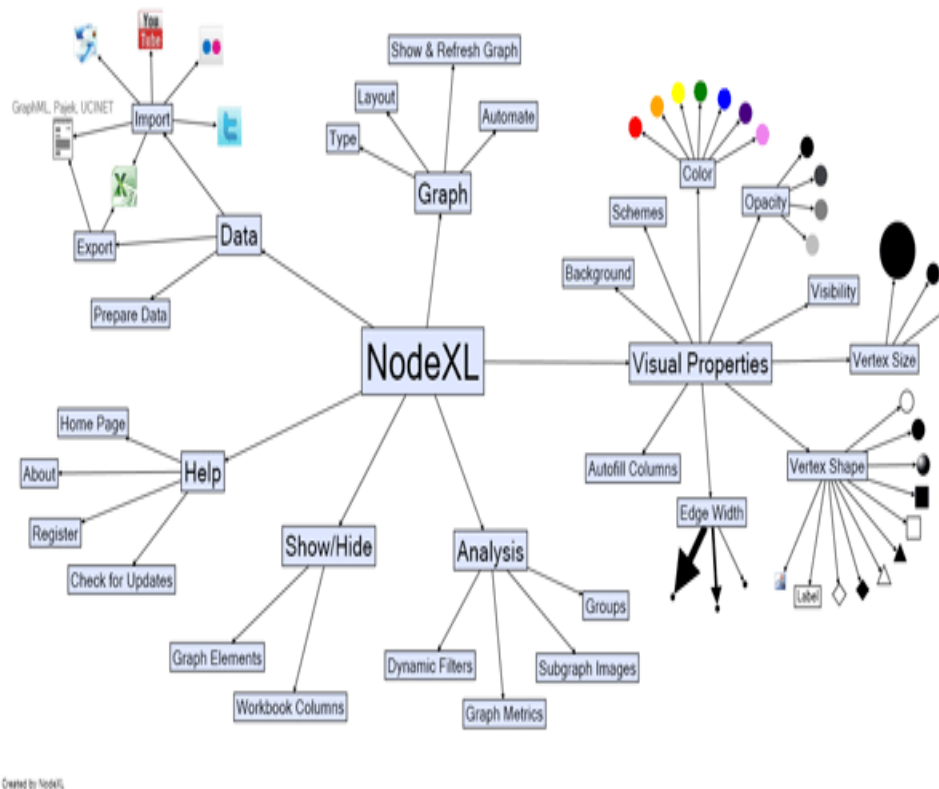 You
Tube
Show & Refresh Graph
GraphML, Pajek, UCINET
Import
Layout
Automate
Type
Graph
Color
Opacity
Schemes
Data
Export
Background
Visibility
Prepare Data
NodeXL
Visual Properties
Vertex Size
Home Page
Help
About
Autofill Columns
Vertex Shape
Register
Edge Width
Show/Hide
Analysis
Check for Updates
Label
Groups
Graph Elements
Dynamic Filters
Subgraph Images
Workbook Columns
Graph Metrics
Created by NodeXL